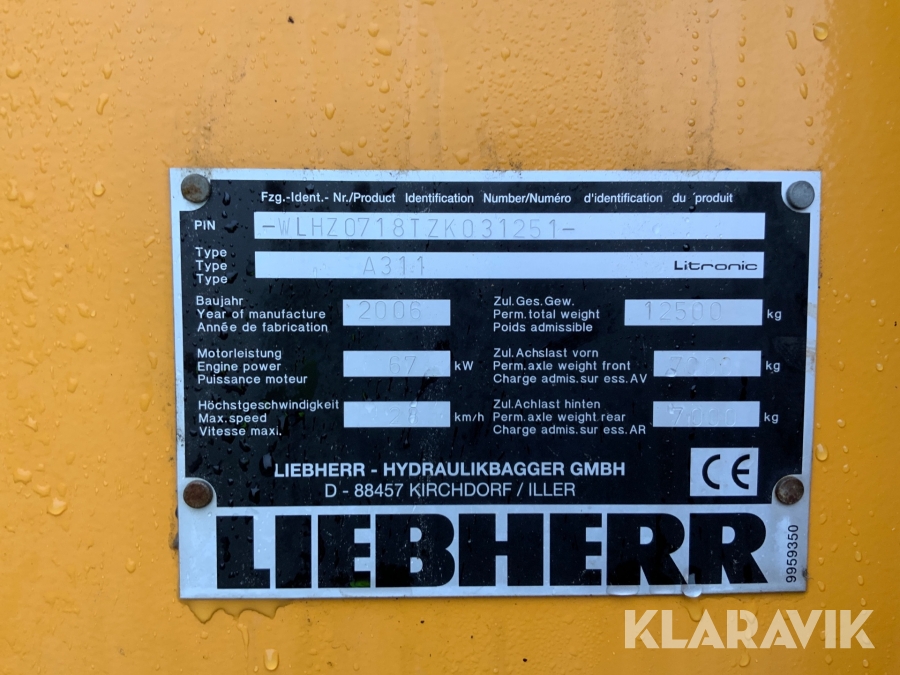 Fzg.-Ident.- Nr./Product Identification Number/Numéro d'identification du produit
PIN -WLHZ0718TZK031251-
Type
Type A311 Litronic
Type
Baujahr
Year of manufacture 2006
Année de fabrication
Zul.Ges.Gew.
Perm.total weight 12500 kg
Poids admissible
Motorleistung
Engine power 67 kW
Puissance moteur
Zul.Achslast vorn
Perm.axle weight front kg
Charge admis.sur ess.AV
Höchstgeschwindigkeit
Max.speed km/h
Vitesse maxi.
Zul.Achlast hinten
Perm.axle weight.rear kg
Charge admis.sur ess.AR
LIEBHERR - HYDRAULIKBAGGER GMBH
D - 88457 KIRCHDORF / ILLER
CE
LIEBHERR
9959350
KLARAVIK